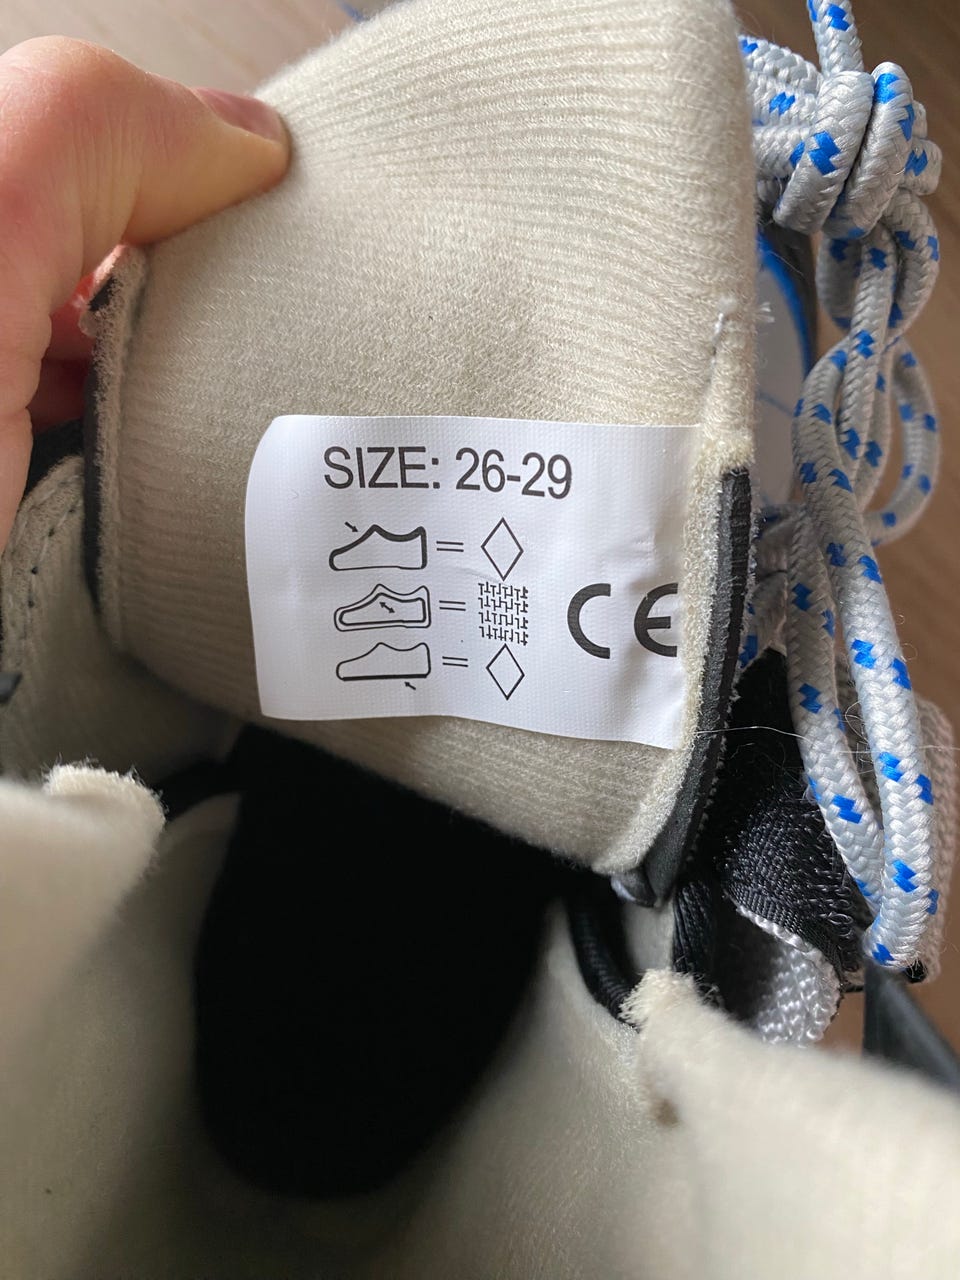 SIZE: 26-29
=
=
CE
=